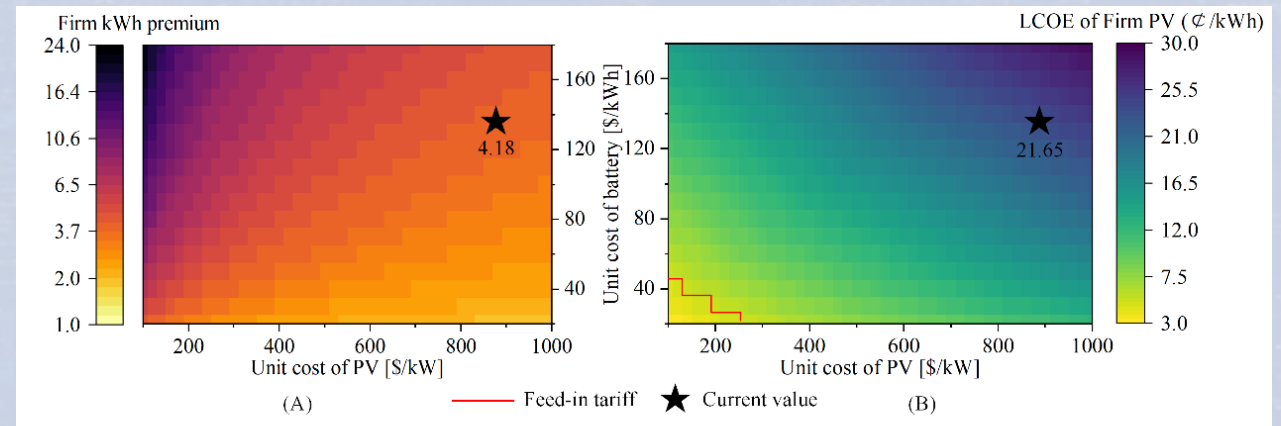 Firm kWh premium
24.0
16.4
10.6
6.5
3.7
2.0
1.0
4.18
160
120
80
40
Unit cost of battery [$/kWh]
200 400 600 800 1000
Unit cost of PV [$/kW]
(A)
LCOE of Firm PV (₵/kWh)
160
120
80
40
21.65
30.0
25.5
21.0
16.5
12.0
7.5
3.0
200 400 600 800 1000
Unit cost of PV [$/kW]
(B)
Feed-in tariff
Current value